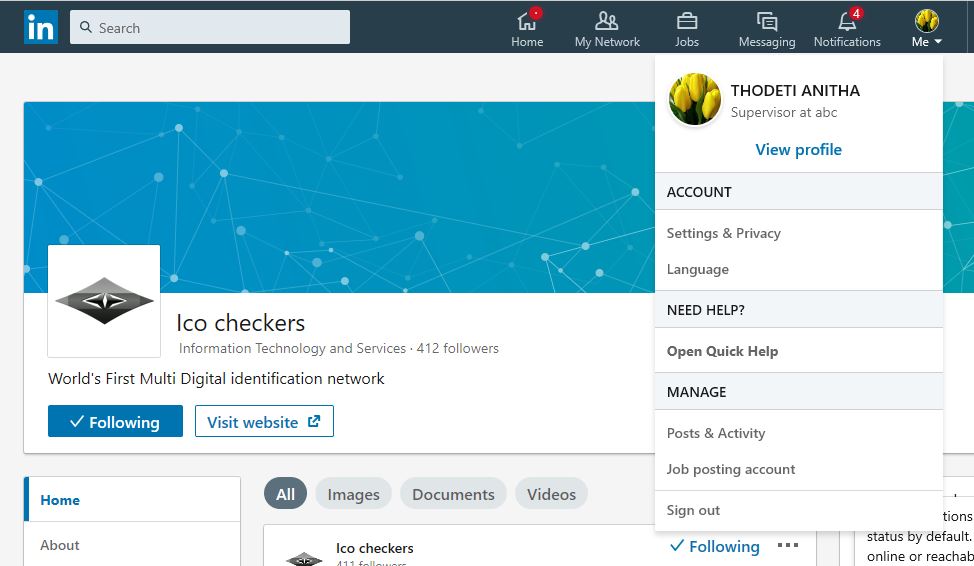 in
Search
Home
My Network
Jobs
Messaging
4
Notifications
Me
THODETI ANITHA
Supervisor at abc
View profile
ACCOUNT
Settings & Privacy
Language
NEED HELP?
Open Quick Help
MANAGE
Posts & Activity
Job posting account
Sign out
Ico checkers
Information Technology and Services · 412 followers
World's First Multi Digital identification network
Following
Visit website
Home
About
All
Images
Documents
Videos
Ico checkers
411 followers
Following
status by default.
online or reachab